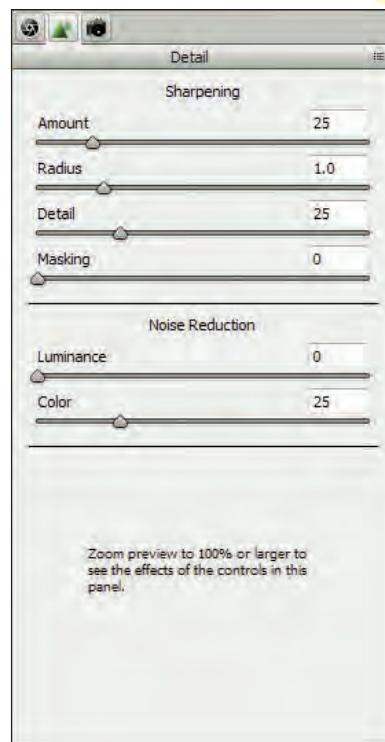 Detail
Sharpening
Amount 25
Radius 1.0
Detail 25
Masking 0
Noise Reduction
Luminance 0
Color 25
Zoom preview to 100% or larger to
see the effects of the controls in this
panel.